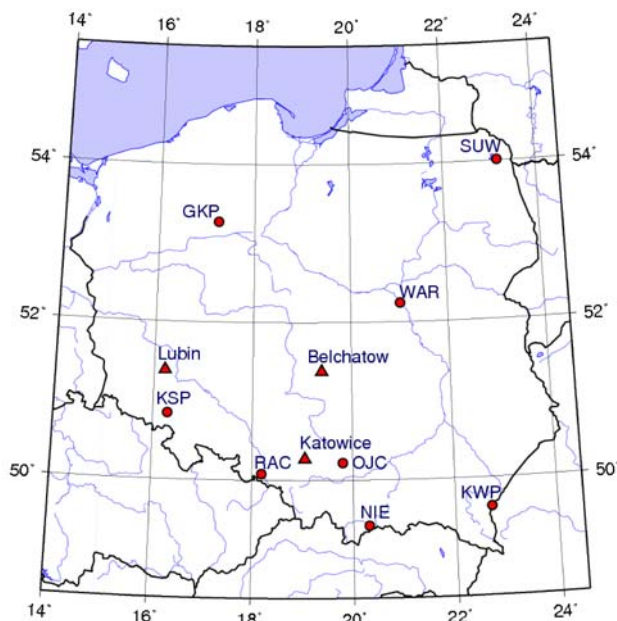 14° 16° 18° 20° 22° 24°
54° SUW 54°
GKP
WAR
52° 52°
Lubin Belchatow
KSP
Katowice
50° RAC OJC 50°
KWP
NIE
14° 16° 18° 20° 22° 24°